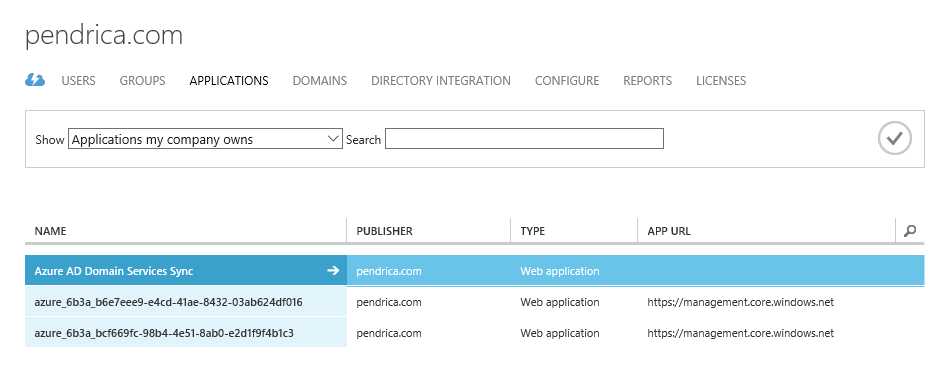 pendrica.com
USERS GROUPS APPLICATIONS DOMAINS DIRECTORY INTEGRATION CONFIGURE REPORTS LICENSES
Show Applications my company owns Search
NAME PUBLISHER TYPE APP URL
Azure AD Domain Services Sync pendrica.com Web application
azure_6b3a_b6e7eee9-e4cd-41ae-8432-03ab624df016 pendrica.com Web application https://management.core.windows.net
azure_6b3a_bcf669fc-98b4-4e51-8ab0-e2d1f9f4b1c3 pendrica.com Web application https://management.core.windows.net